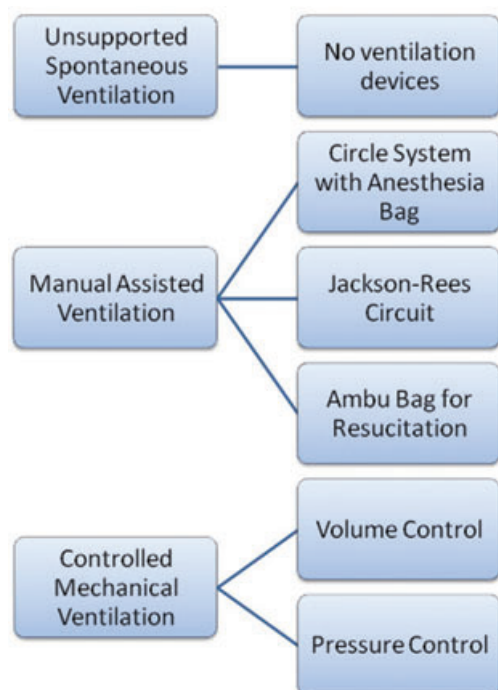 Unsupported
Spontaneous
Ventilation
No ventilation
devices
Manual Assisted
Ventilation
Circle System
with Anesthesia
Bag
Jackson-Rees
Circuit
Ambu Bag for
Resucitation
Controlled
Mechanical
Ventilation
Volume Control
Pressure Control